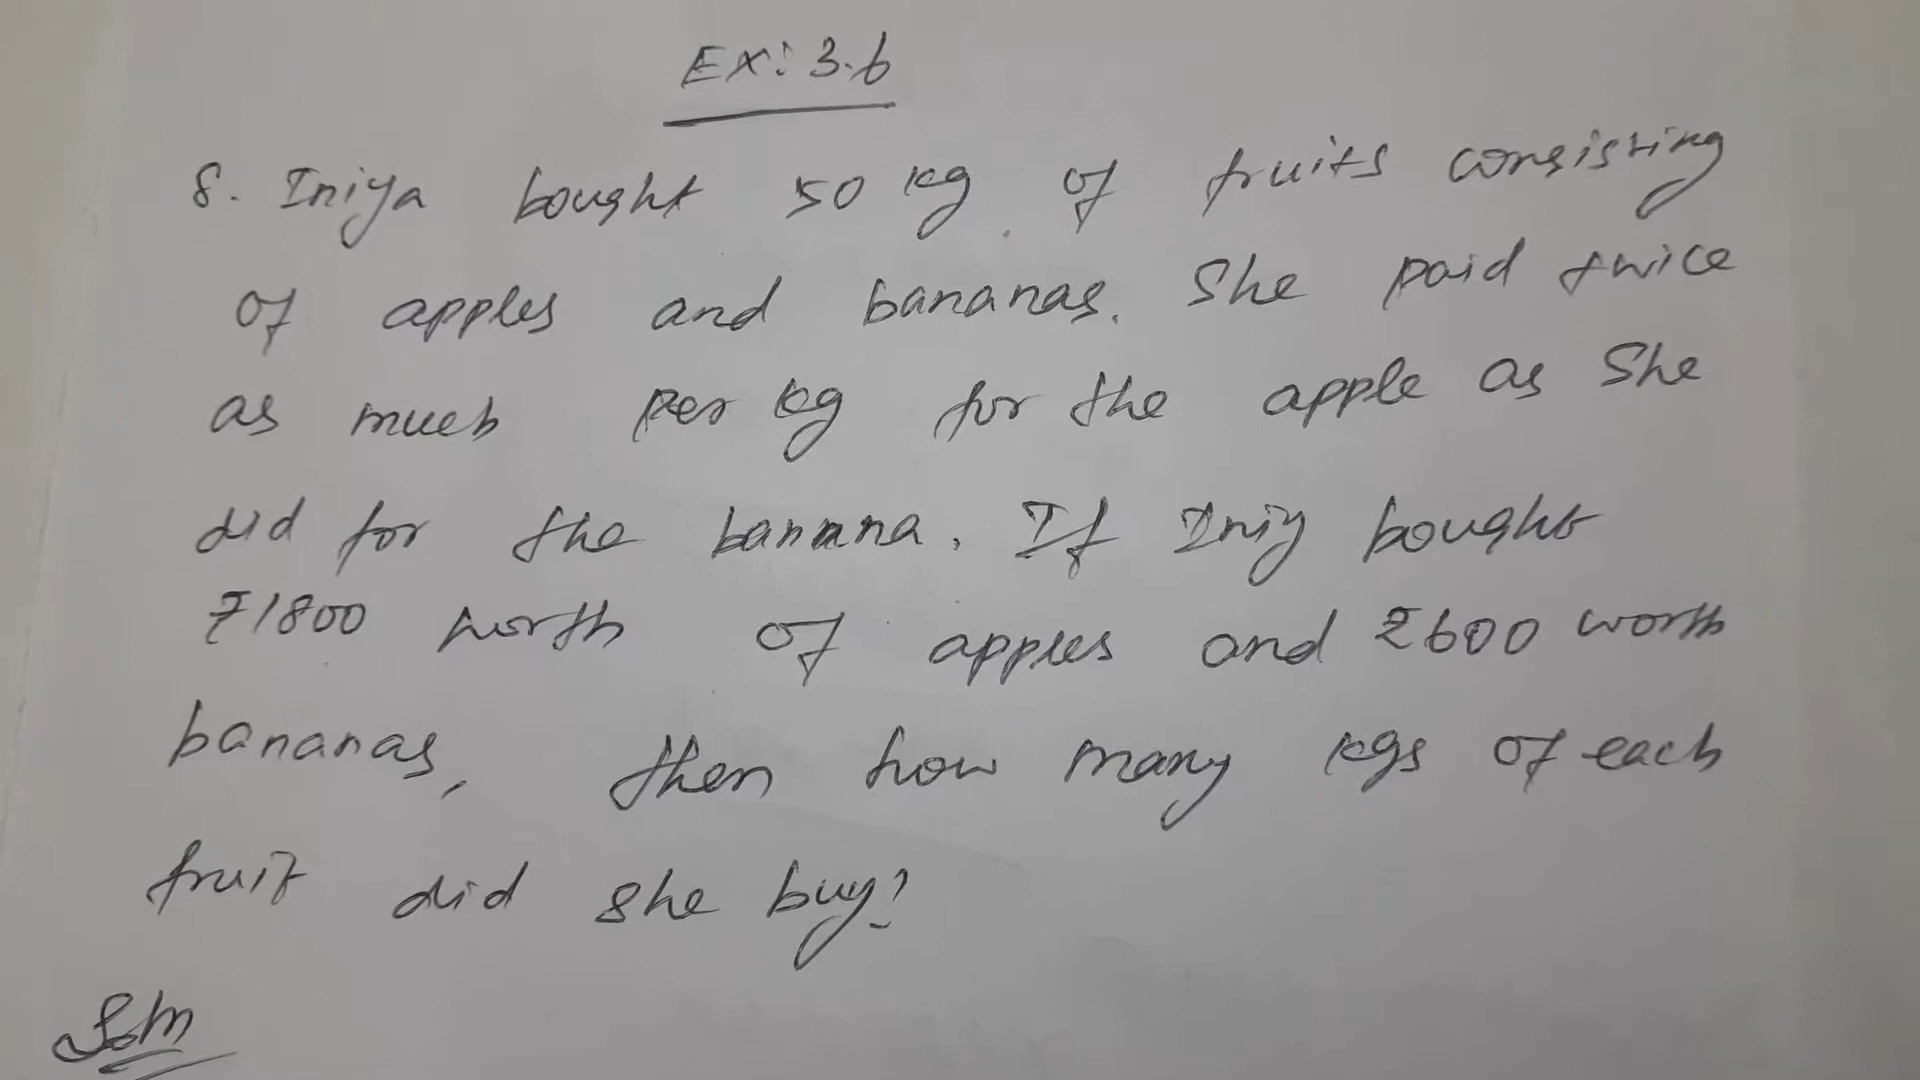 Ex: 3.6
8. Iniya bought 50 kg of fruits consisting
of apples and bananas. She paid twice
as much per kg for the apple as She
did for the banana. If Iniy bought
₹1800 worth of apples and ₹600 worth
bananas, then how many kgs of each
fruit did she buy?
Soln